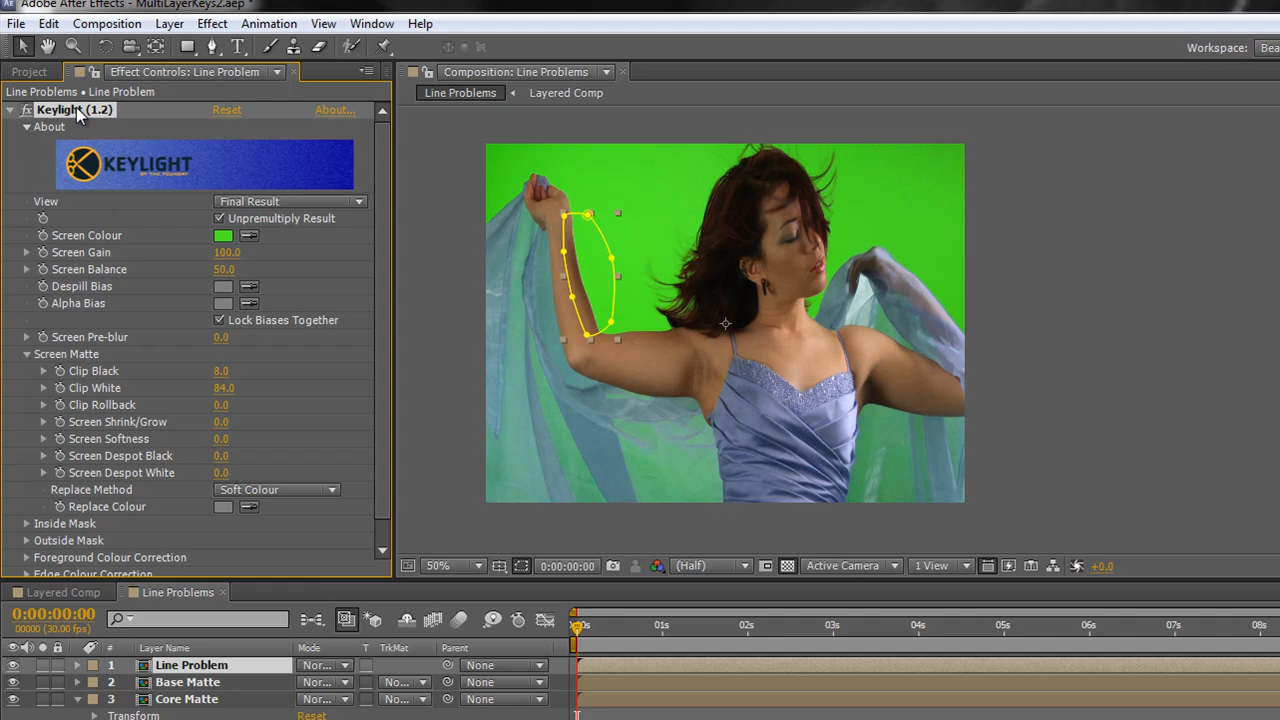 Adobe After Effects - MultiLayerKeys2.aep *
File Edit Composition Layer Effect Animation View Window Help
Workspace: Bea
Project Effect Controls: Line Problem
Composition: Line Problems
Line Problems • Line Problem
Line Problems Layered Comp
fx Keylight (1.2) Reset About...
About
KEYLIGHT
BY THE FOUNDRY
View Final Result
Unpremultiply Result
Screen Colour
Screen Gain 100.0
Screen Balance 50.0
Despill Bias
Alpha Bias
Lock Biases Together
Screen Pre-blur 0.0
Screen Matte
Clip Black 8.0
Clip White 84.0
Clip Rollback 0.0
Screen Shrink/Grow 0.0
Screen Softness 0.0
Screen Despot Black 0.0
Screen Despot White 0.0
Replace Method Soft Colour
Replace Colour
Inside Mask
Outside Mask
Foreground Colour Correction
Edge Colour Correction
50% 0:00:00:00 (Half) Active Camera 1 View +0.0
Layered Comp Line Problems
0:00:00:00
00000 (30.00 fps)
01s 02s 03s 04s 05s 06s 07s 08s
# Layer Name Mode T TrkMat Parent
1 Line Problem Nor... None
2 Base Matte Nor... No... None
3 Core Matte Nor... No... None
Transform Reset